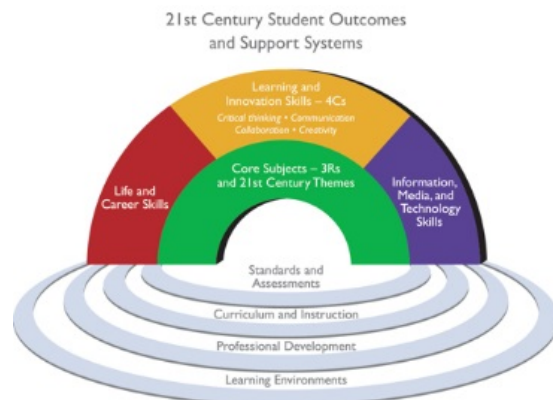 21st Century Student Outcomes
and Support Systems
Learning and
Innovation Skills – 4Cs
Critical thinking • Communication
Collaboration • Creativity
Core Subjects – 3Rs
and 21st Century Themes
Life and
Career Skills
Information,
Media, and
Technology
Skills
Standards and
Assessments
Curriculum and Instruction
Professional Development
Learning Environments